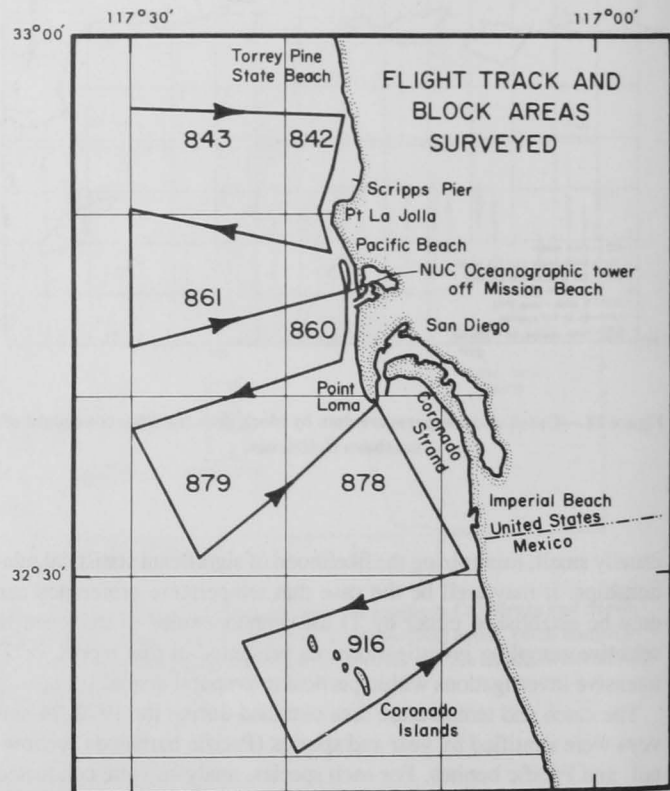 117°30'
117°00'
33°00'
Torrey Pine
State Beach
FLIGHT TRACK AND
BLOCK AREAS
SURVEYED
843
842
Scripps Pier
Pt La Jolla
Pacific Beach
NUC Oceanographic tower
off Mission Beach
861
860
San Diego
Point
Loma
Coronado
Strand
879
878
Imperial Beach
United States
Mexico
32°30'
916
Coronado
Islands